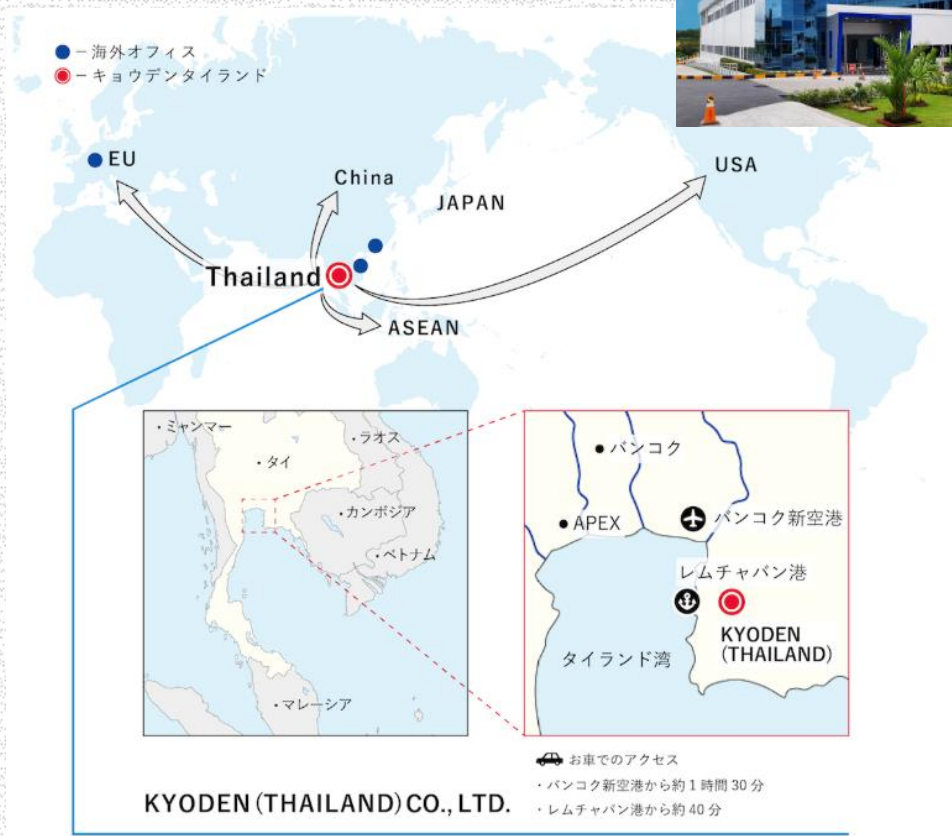 －海外オフィス
－キョウデンタイランド
EU
China
JAPAN
USA
Thailand
ASEAN
・ミャンマー
・ラオス
・タイ
・カンボジア
・ベトナム
・マレーシア
バンコク
APEX
バンコク新空港
レムチャバン港
KYODEN
(THAILAND)
タイランド湾
お車でのアクセス
・バンコク新空港から約1時間30分
・レムチャバン港から約40分
KYODEN (THAILAND) CO., LTD.